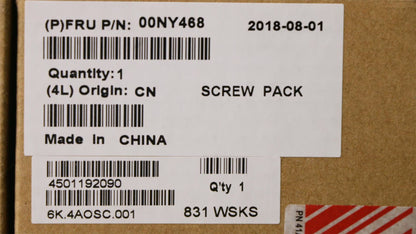 (P)FRU P/N: 00NY468 2018-08-01
Quantity:1
(4L) Origin: CN SCREW PACK
Made in CHINA
4501192090 Q'ty 1
6K.4AOSC.001 831 WSKS